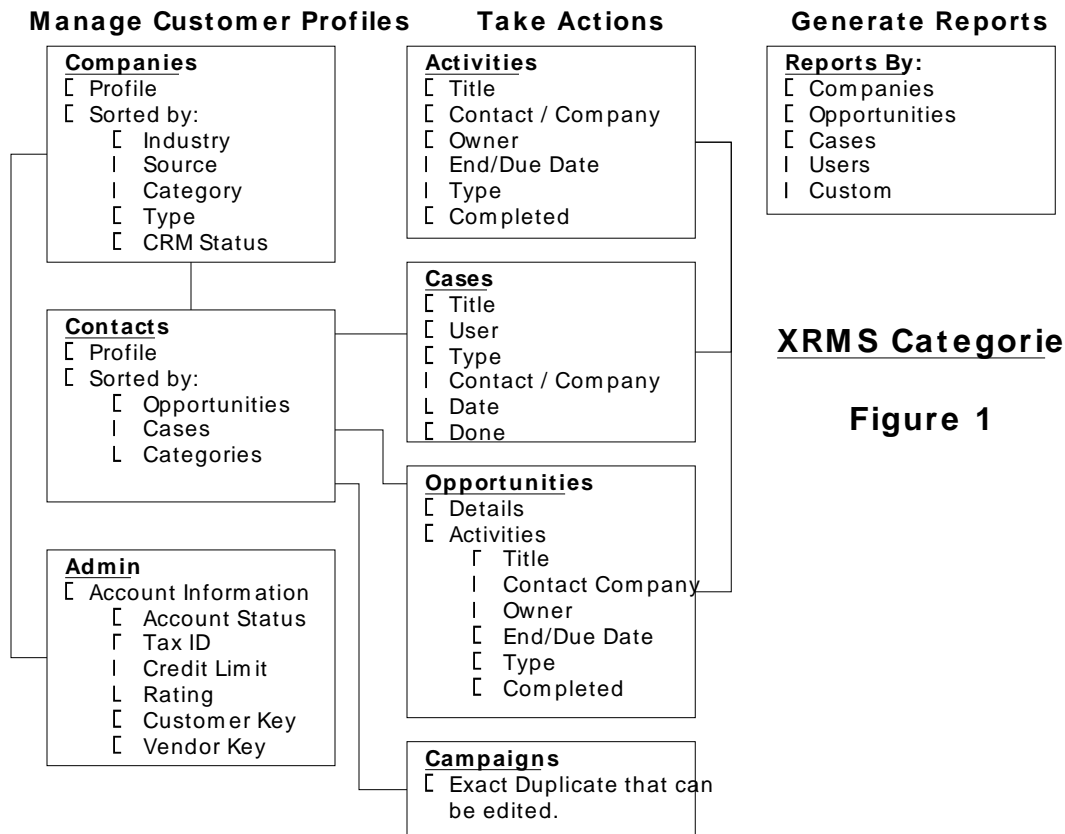 Manage Customer Profiles
Companies
Profile
Sorted by:
Industry
Source
Category
Type
CRM Status
Contacts
Profile
Sorted by:
Opportunities
Cases
Categories
Admin
Account Information
Account Status
Tax ID
Credit Limit
Rating
Customer Key
Vendor Key
Take Actions
Activities
Title
Contact / Company
Owner
End/Due Date
Type
Completed
Cases
Title
User
Type
Contact / Company
Date
Done
Opportunities
Details
Activities
Title
Contact Company
Owner
End/Due Date
Type
Completed
Campaigns
Exact Duplicate that can
be edited.
Generate Reports
Reports By:
Companies
Opportunities
Cases
Users
Custom
XRMS Categorie
Figure 1